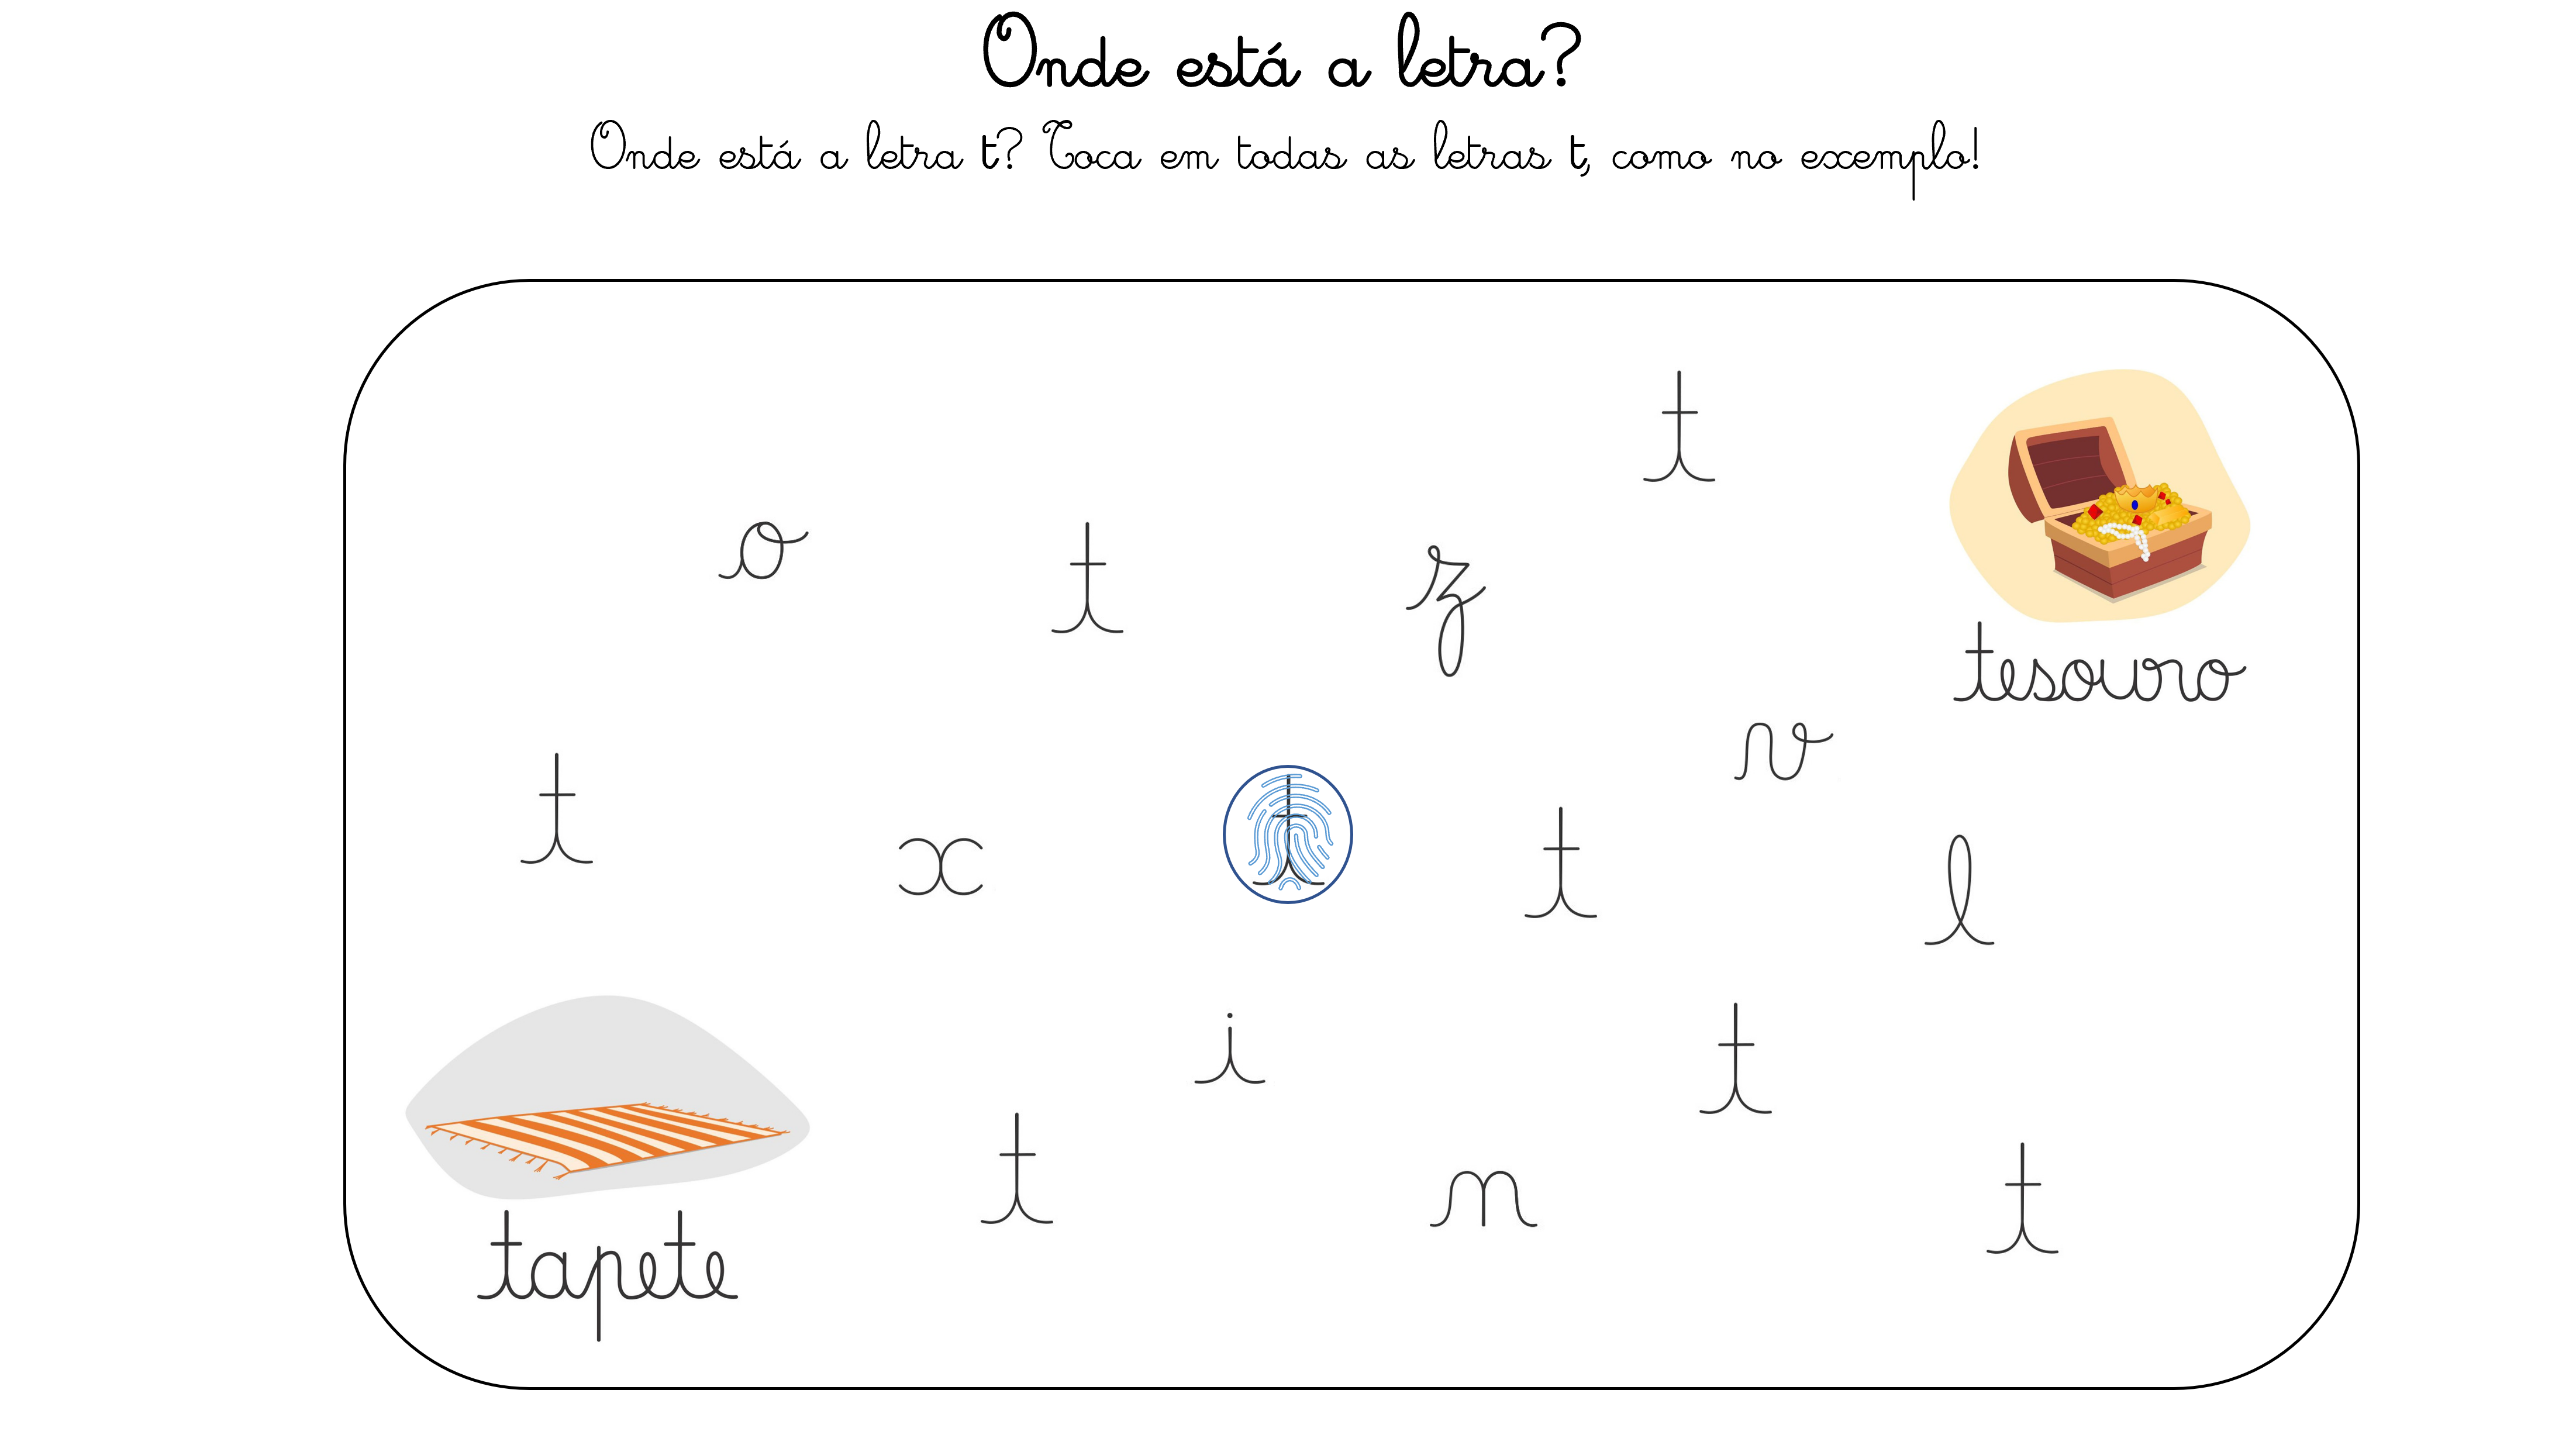 Onde está a letra?
Onde está a letra t? Toca em todas as letras t, como no exemplo!
t
o
t
z
tesouro
v
t
x
t
t
l
i
t
t
m
t
tapete